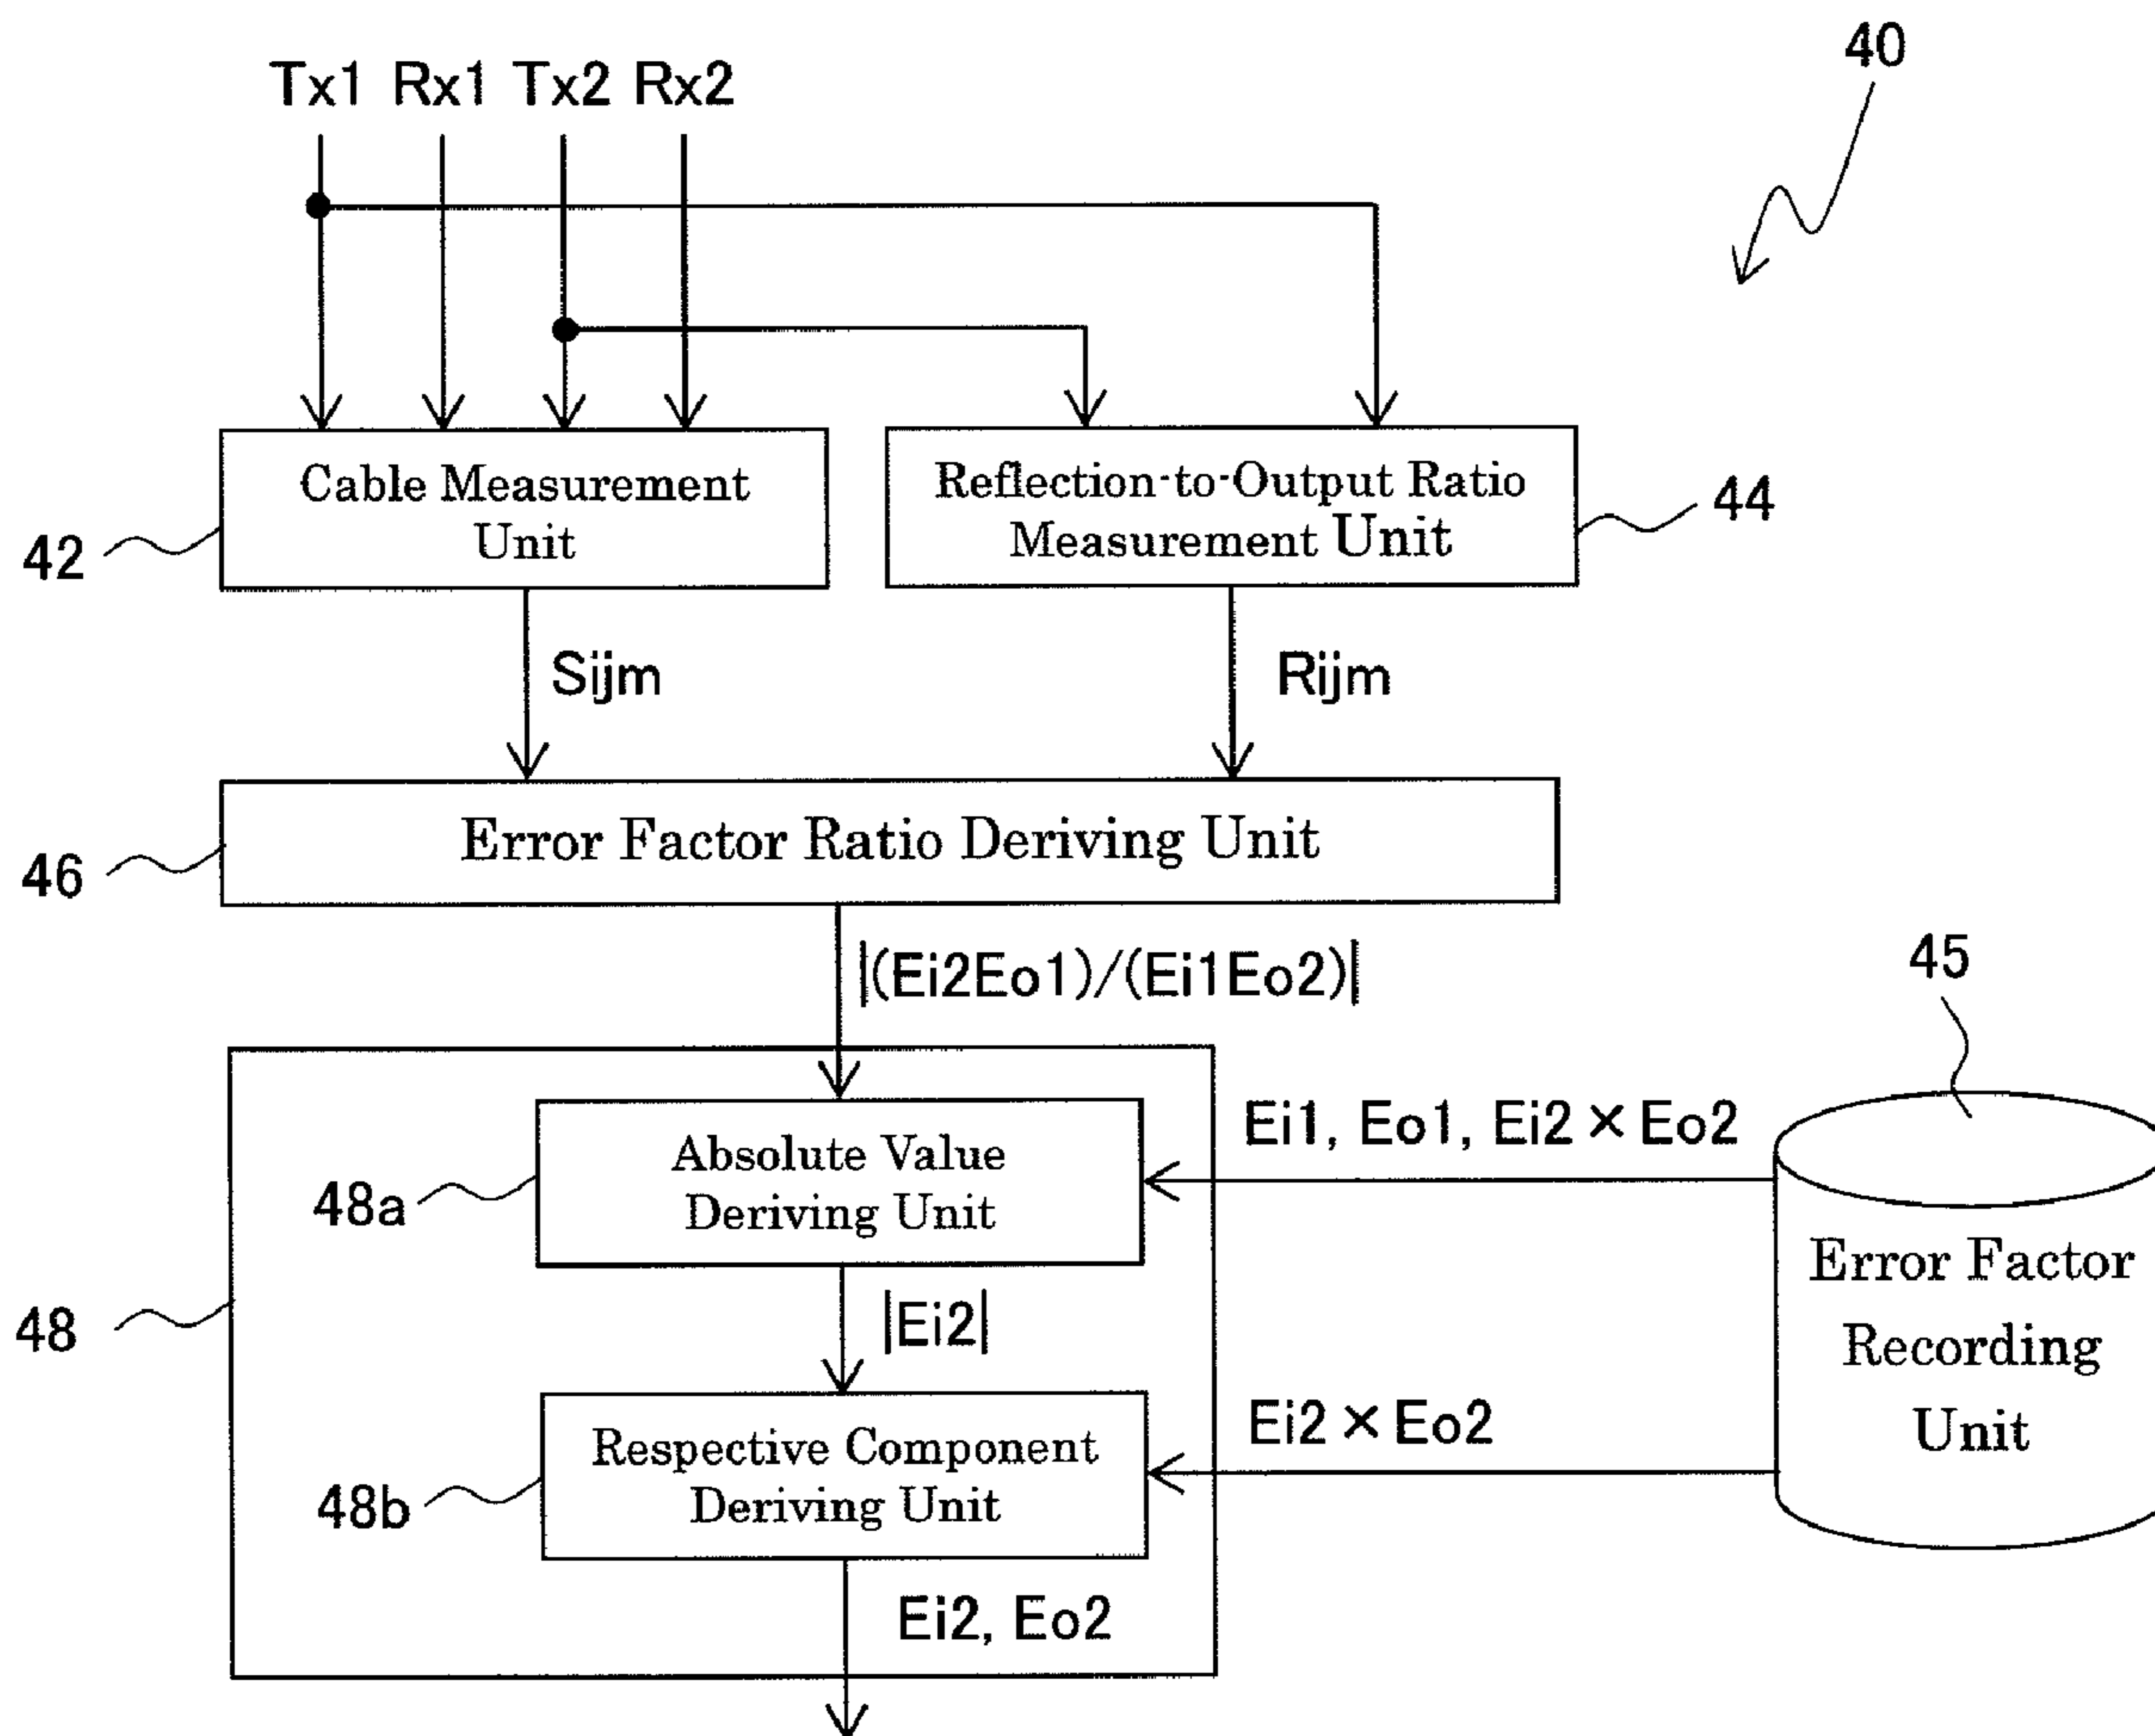 40
Tx1 Rx1 Tx2 Rx2
Cable Measurement
Unit
42
Reflection-to-Output Ratio
Measurement Unit
44
Sijm
Rijm
Error Factor Ratio Deriving Unit
46
|(Ei2Eo1)/(Ei1Eo2)|
45
Ei1, Eo1, Ei2×Eo2
Absolute Value
Deriving Unit
48a
Error Factor
Recording
Unit
48
|Ei2|
Ei2×Eo2
Respective Component
Deriving Unit
48b
Ei2, Eo2